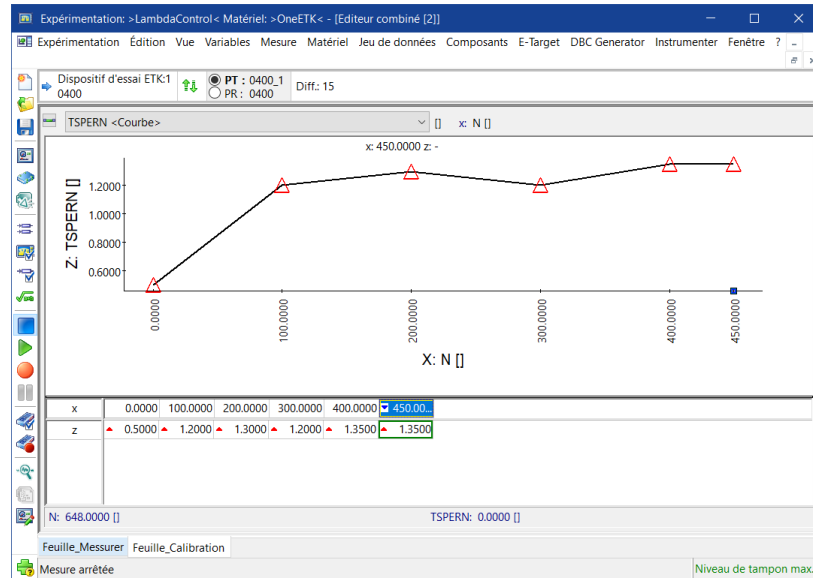 Expérimentation: >LambdaControl< Matériel: >OneETK< - [Editeur combiné [2]]
Expérimentation Édition Vue Variables Mesure Matériel Jeu de données Composants E-Target DBC Generator Instrumenter Fenêtre ?
Dispositif d'essai ETK:1
0400
PT : 0400_1
PR : 0400
Diff.: 15
TSPERN <Courbe> [] x: N []
x: 450.0000 z: -
Z: TSPERN []
1.2000
1.0000
0.8000
0.6000
0.0000 100.0000 200.0000 300.0000 400.0000 450.0000
X: N []
x 0.0000 100.0000 200.0000 300.0000 400.0000 450.00...
z 0.5000 1.2000 1.3000 1.2000 1.3500 1.3500
N: 648.0000 [] TSPERN: 0.0000 []
Feuille_Messurer Feuille_Calibration
Mesure arrêtée Niveau de tampon max.